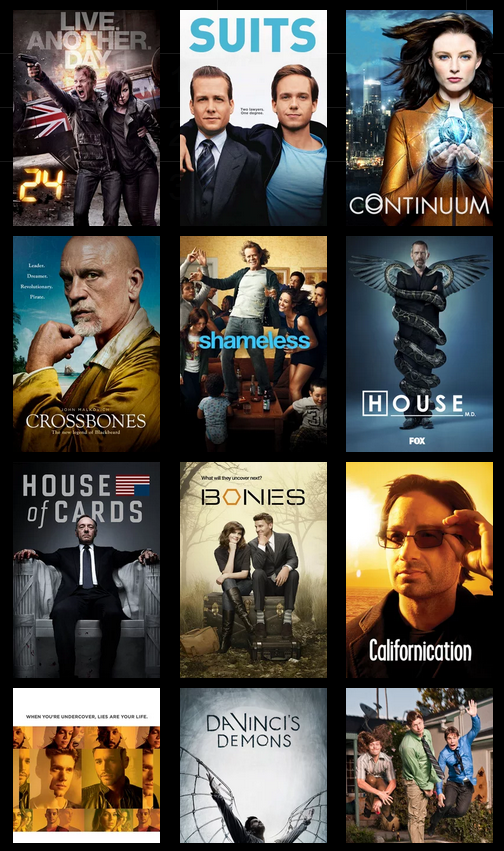 LIVE.
ANOTHER
DAY.
24
SUITS
Two lawyers.
One degree.
CONTINUUM
Leader.
Dreamer.
Revolutionary.
Pirate.
JOHN MALKOVICH
CROSSBONES
The new legend of Blackbeard
shameless
HOUSE M.D.
FOX
HOUSE
of CARDS
What will they uncover next?
BONES
Californication
WHEN YOU'RE UNDERCOVER, LIES ARE YOUR LIFE.
DAVINCI'S
DEMONS